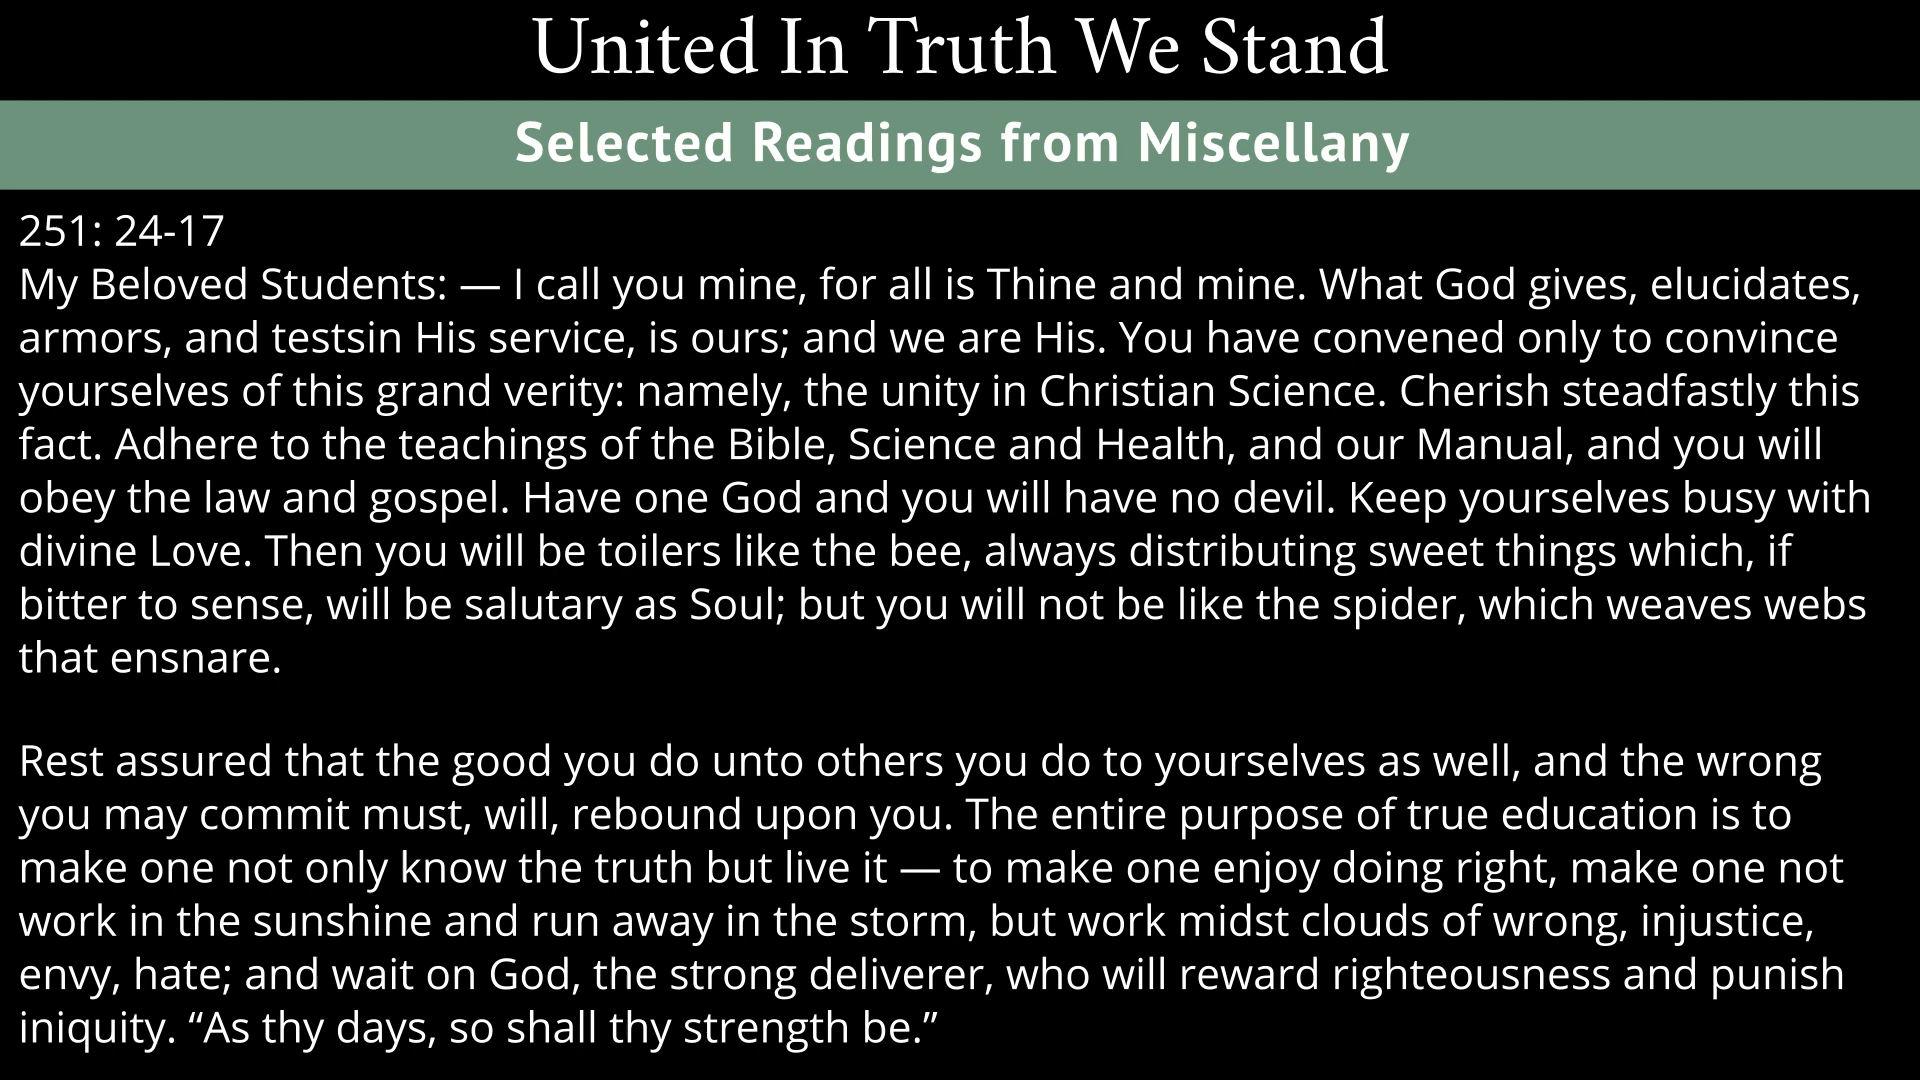 United In Truth We Stand
Selected Readings from Miscellany
251: 24-17
My Beloved Students: — I call you mine, for all is Thine and mine. What God gives, elucidates,
armors, and testsin His service, is ours; and we are His. You have convened only to convince
yourselves of this grand verity: namely, the unity in Christian Science. Cherish steadfastly this
fact. Adhere to the teachings of the Bible, Science and Health, and our Manual, and you will
obey the law and gospel. Have one God and you will have no devil. Keep yourselves busy with
divine Love. Then you will be toilers like the bee, always distributing sweet things which, if
bitter to sense, will be salutary as Soul; but you will not be like the spider, which weaves webs
that ensnare.
Rest assured that the good you do unto others you do to yourselves as well, and the wrong
you may commit must, will, rebound upon you. The entire purpose of true education is to
make one not only know the truth but live it — to make one enjoy doing right, make one not
work in the sunshine and run away in the storm, but work midst clouds of wrong, injustice,
envy, hate; and wait on God, the strong deliverer, who will reward righteousness and punish
iniquity. “As thy days, so shall thy strength be.”